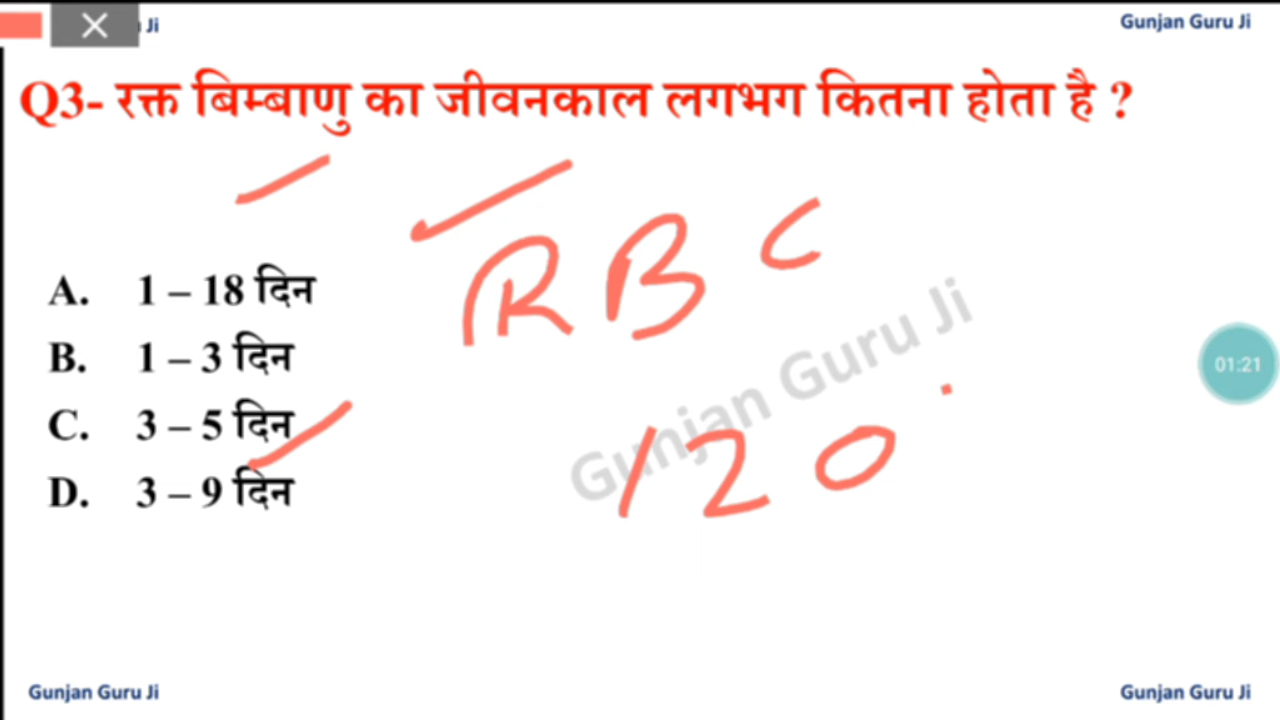 Ji
Gunjan Guru Ji
Q3- रक्त बिम्बाणु का जीवनकाल लगभग कितना होता है ?
RBC
A. 1 – 18 दिन
B. 1 – 3 दिन
C. 3 – 5 दिन
D. 3 – 9 दिन
Gunjan Guru Ji
120
01:21
Gunjan Guru Ji
Gunjan Guru Ji